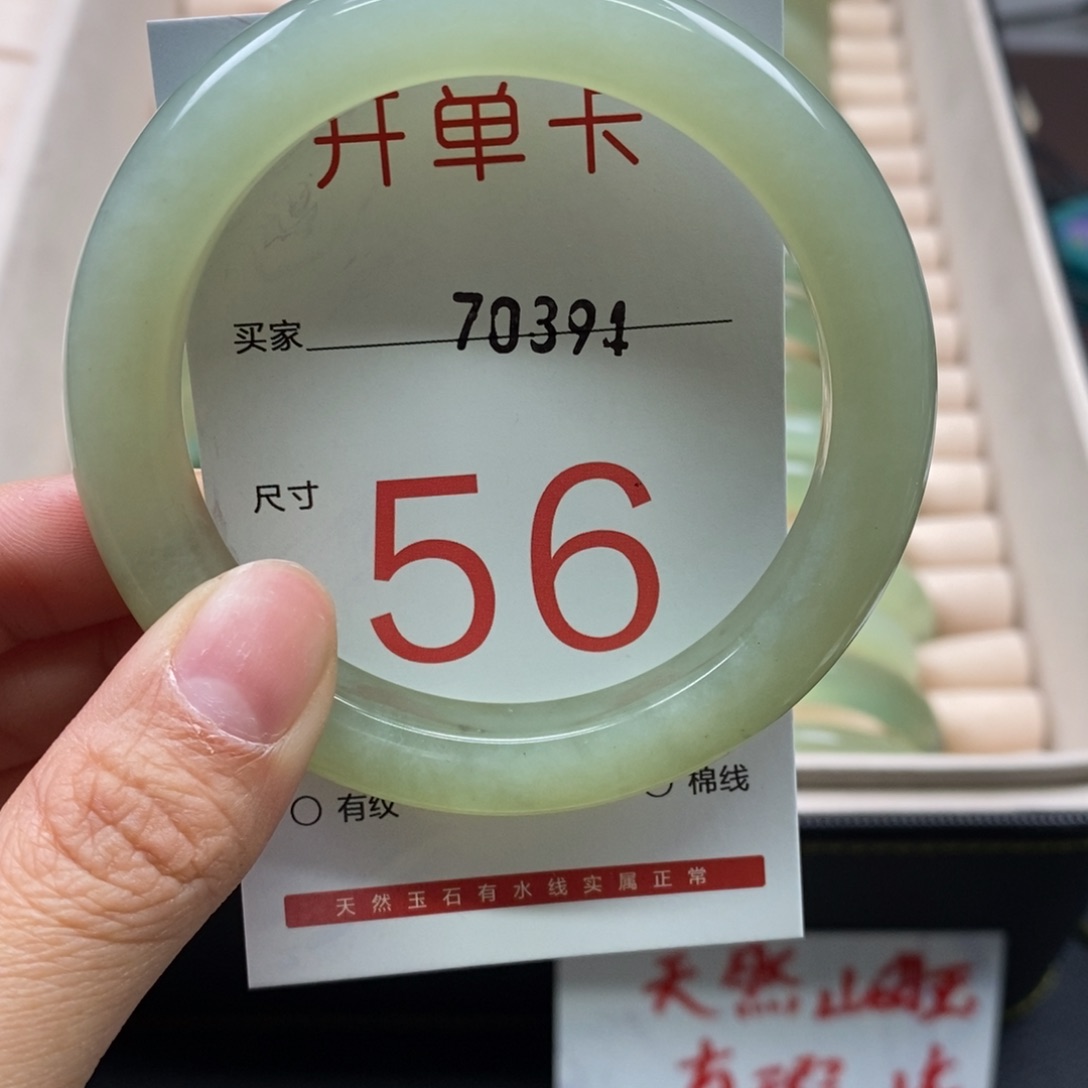 开单卡
买家 70391
尺寸 56
有纹 棉线
天然玉石有水线实属正常
天然